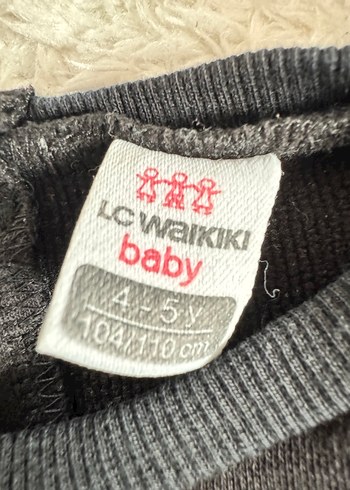 LC WAIKIKI
baby
4 - 5 y
104/110 cm